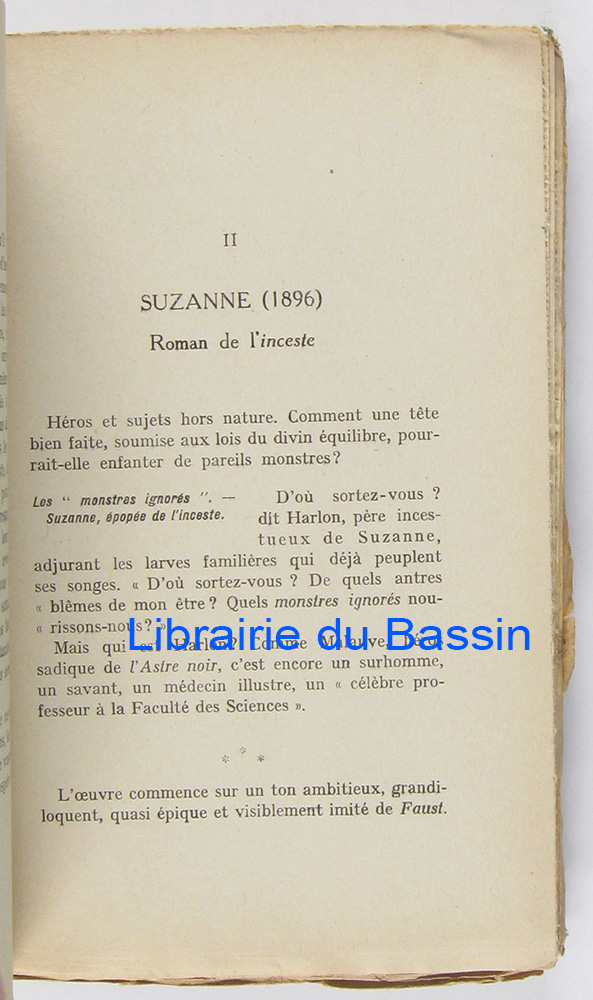 II
SUZANNE (1896)
Roman de l'inceste
Héros et sujets hors nature. Comment une tête
bien faite, soumise aux lois du divin équilibre, pour-
rait-elle enfanter de pareils monstres?
Les “ monstres ignorés ”. —
Suzanne, épopée de l'inceste.
D'où sortez-vous ?
dit Harlon, père inces-
tueux de Suzanne,
adjurant les larves familières qui déjà peuplent
ses songes. « D'où sortez-vous ? De quels antres
« blêmes de mon être? Quels monstres ignorés nou-
« rissons-nous? »
Librairie du Bassin
Mais qui est Harlon? Comme Malauve, héros
sadique de l'Astre noir, c'est encore un surhomme,
un savant, un médecin illustre, un « célèbre pro-
fesseur à la Faculté des Sciences ».
* * *
L'œuvre commence sur un ton ambitieux, grandi-
loquent, quasi épique et visiblement imité de Faust.